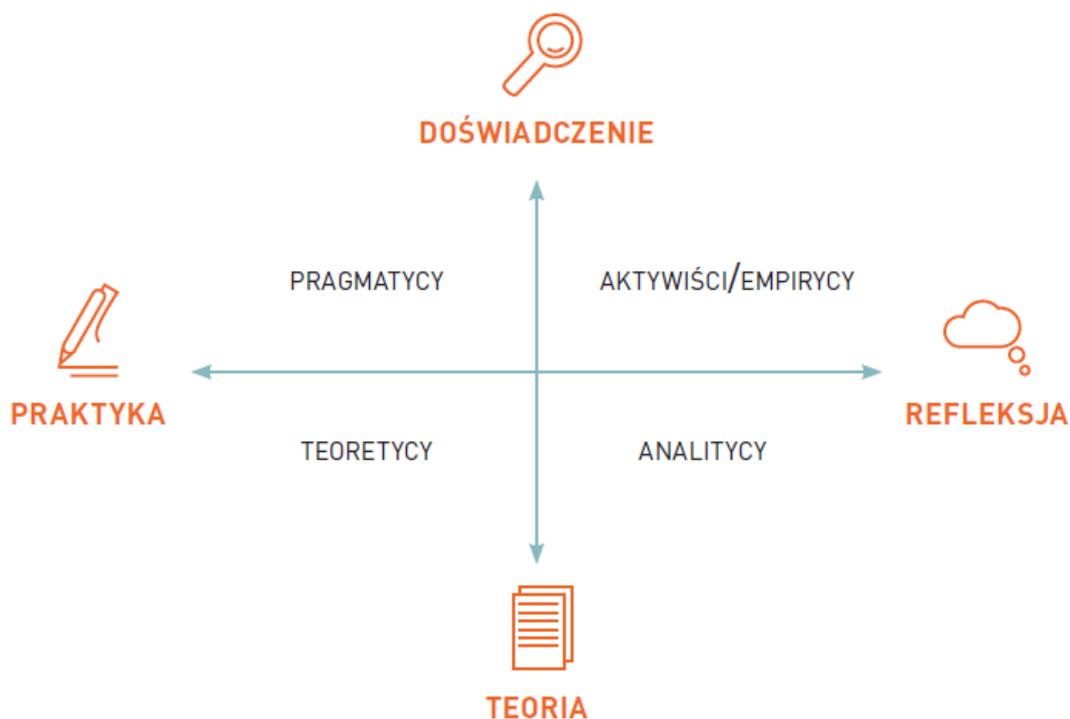 DOŚWIADCZENIE
PRAGMATYCY
AKTYWIŚCI/EMPIRYCY
PRAKTYKA
REFLEKSJA
TEORETYCY
ANALITYCY
TEORIA